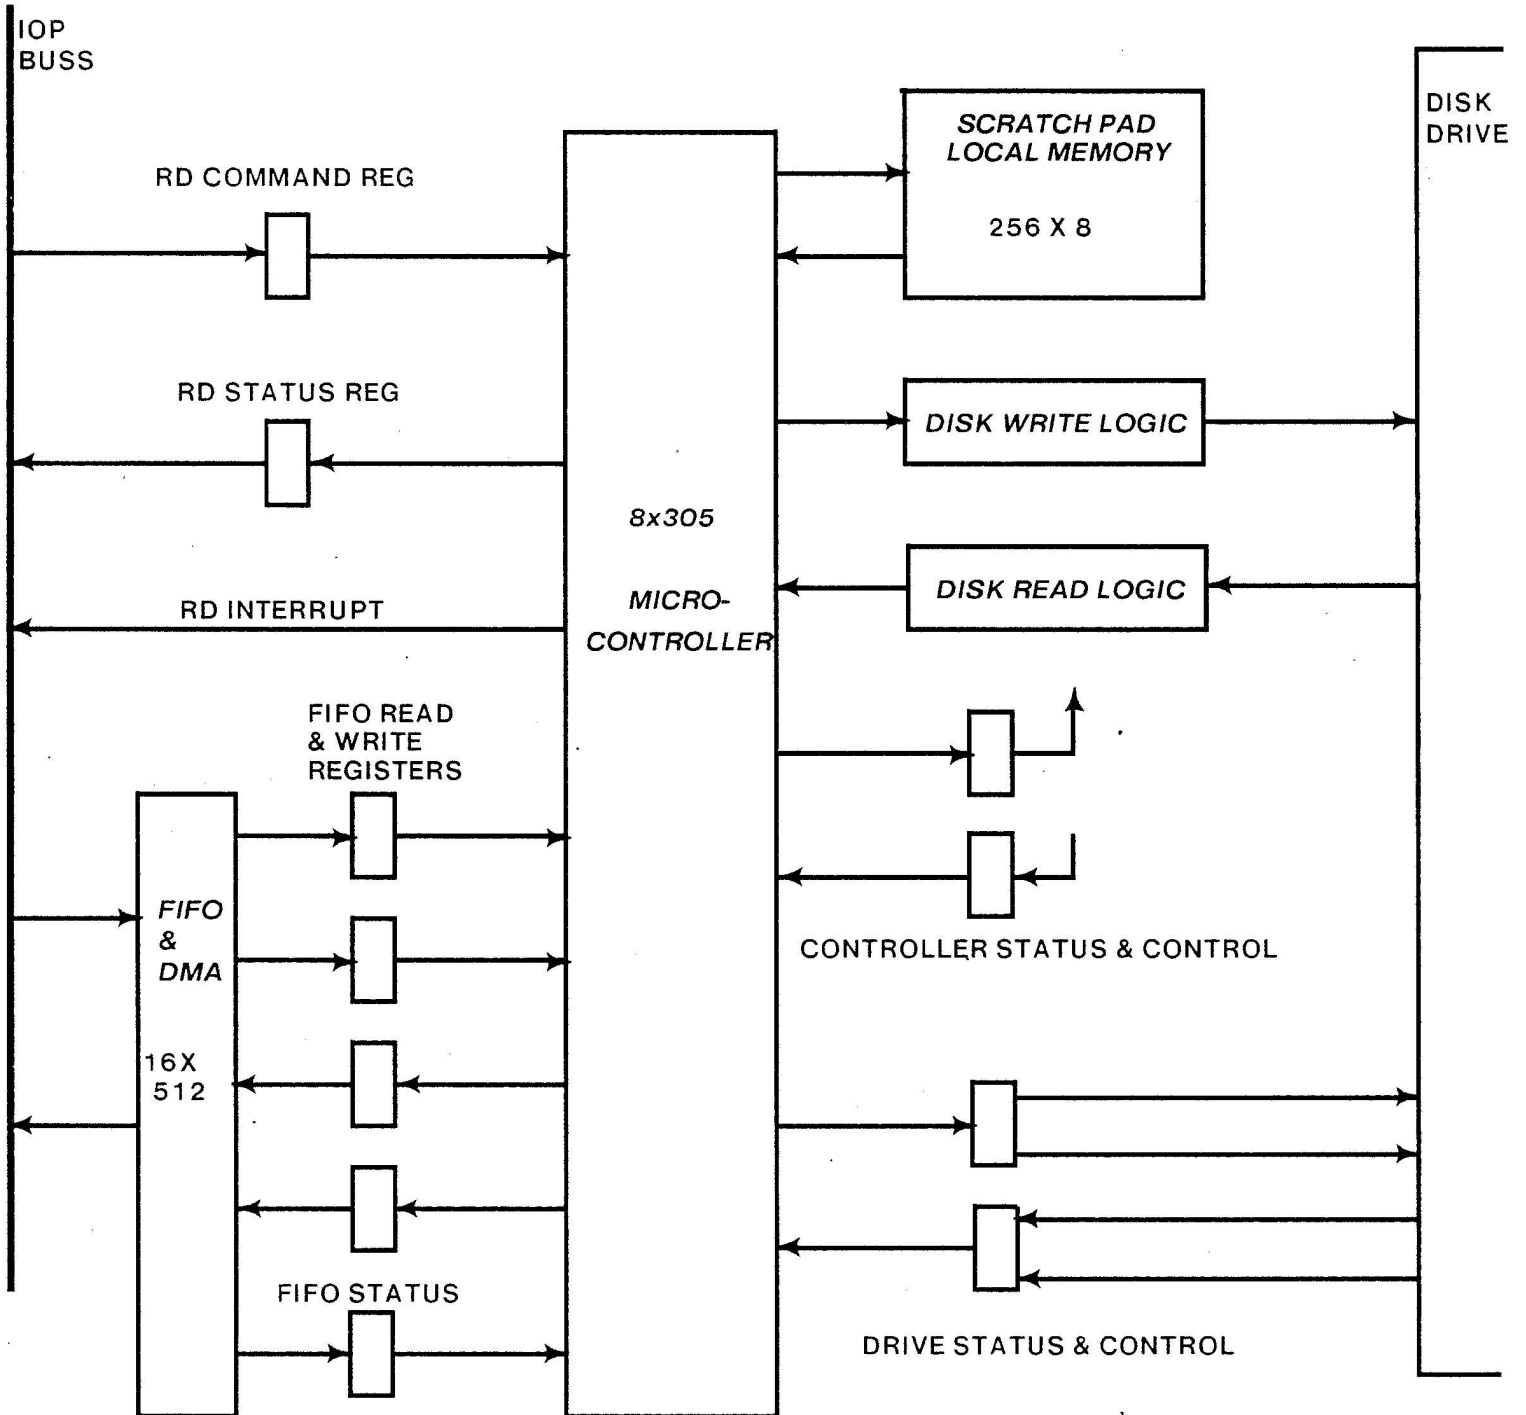 IOP
BUSS
DISK
DRIVE
SCRATCH PAD
LOCAL MEMORY
256 X 8
RD COMMAND REG
RD STATUS REG
DISK WRITE LOGIC
8x305
MICRO-
CONTROLLER
DISK READ LOGIC
RD INTERRUPT
FIFO READ
& WRITE
REGISTERS
FIFO
&
DMA
16X
512
CONTROLLER STATUS & CONTROL
FIFO STATUS
DRIVE STATUS & CONTROL